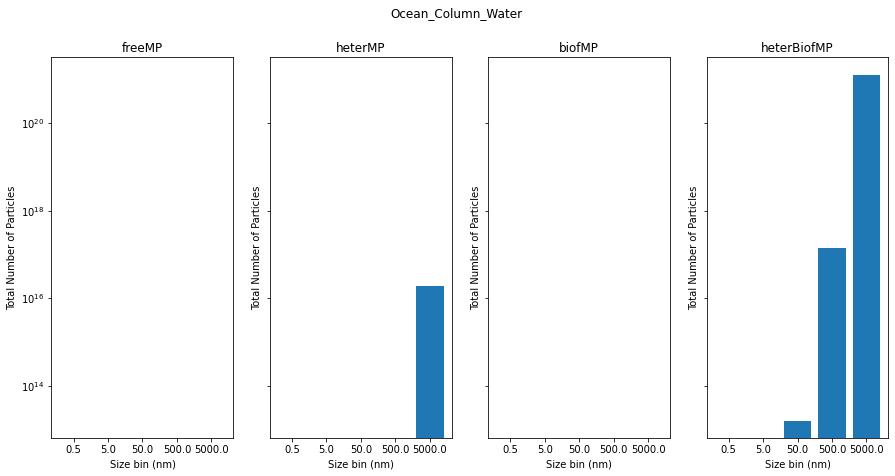 Ocean_Column_Water
freeMP
heterMP
biofMP
heterBiofMP
Total Number of Particles
10^20
10^18
10^16
10^14
0.5 5.0 50.0 500.0 5000.0
Size bin (nm)
Total Number of Particles
0.5 5.0 50.0 500.0 5000.0
Size bin (nm)
Total Number of Particles
0.5 5.0 50.0 500.0 5000.0
Size bin (nm)
Total Number of Particles
0.5 5.0 50.0 500.0 5000.0
Size bin (nm)